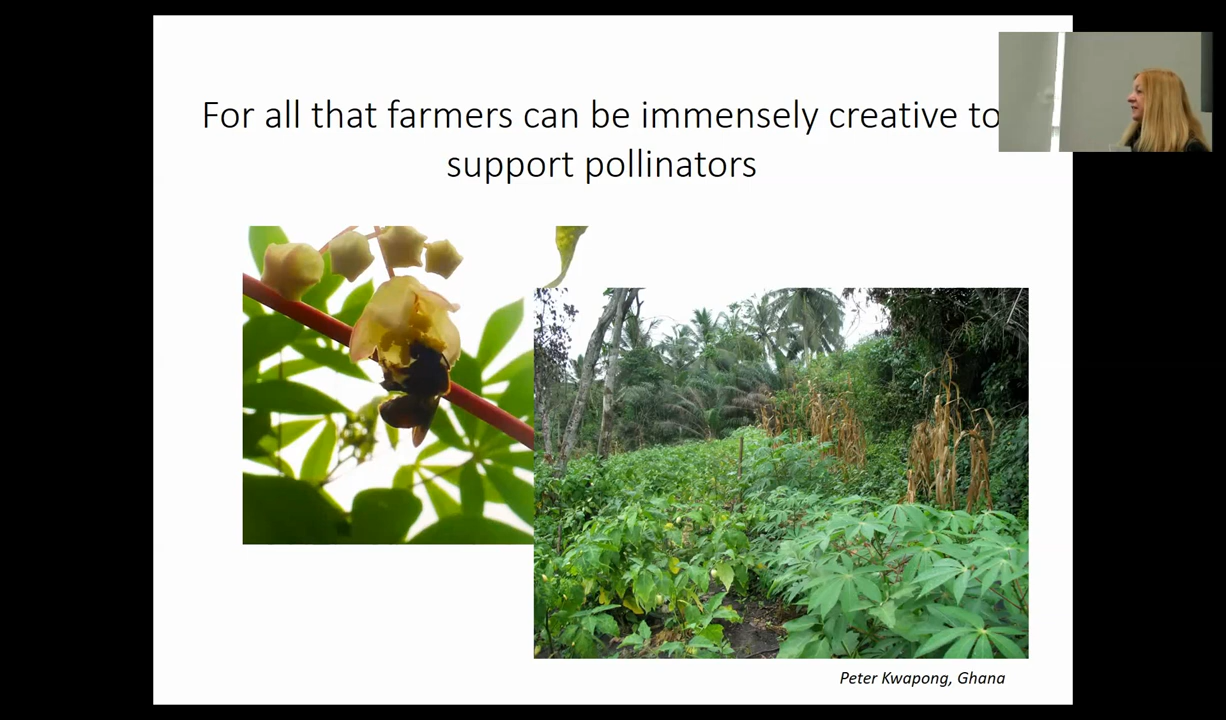 For all that farmers can be immensely creative to
support pollinators
Peter Kwapong, Ghana